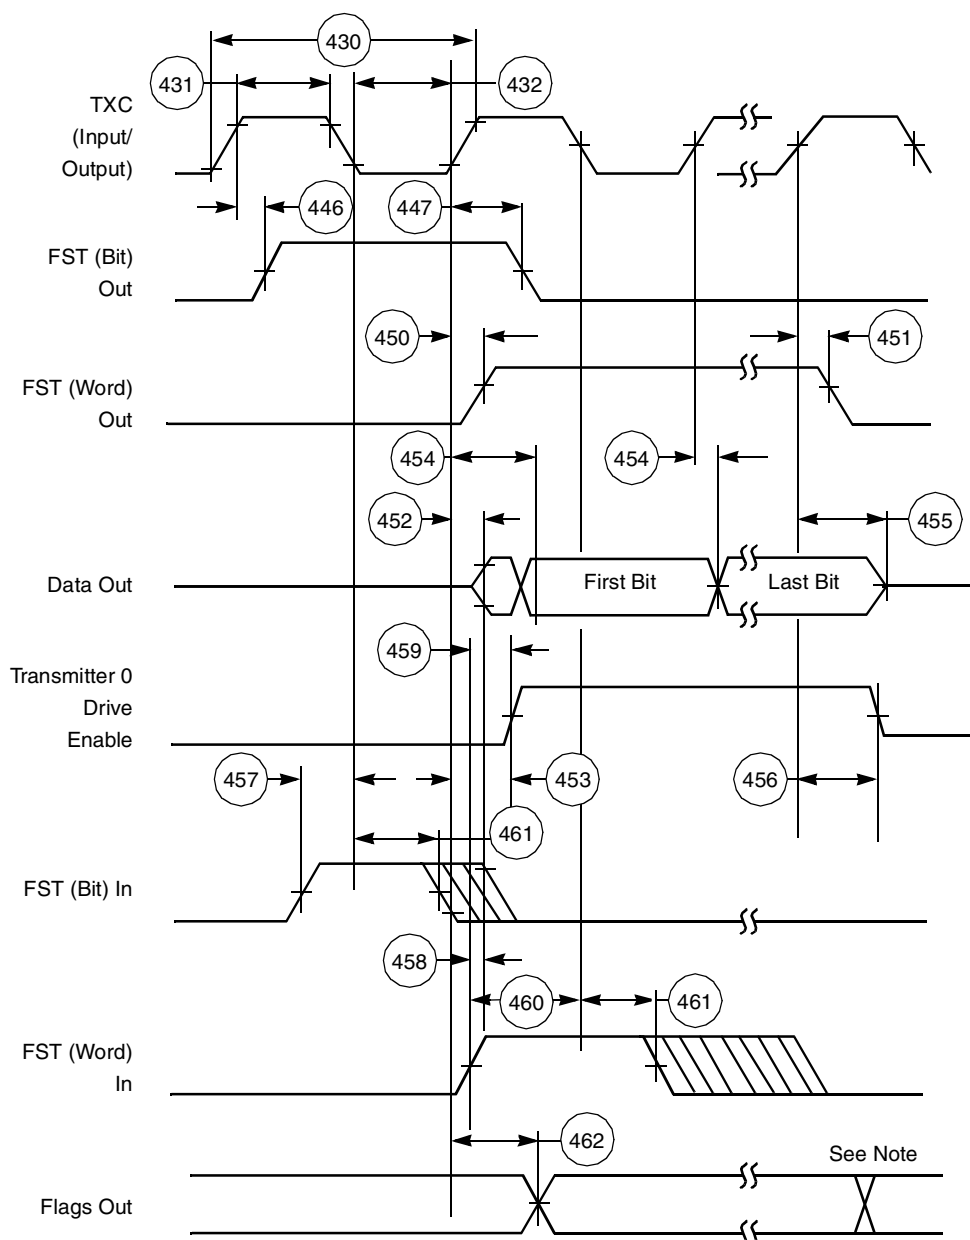 430
431
432
TXC
(Input/
Output)
446
447
FST (Bit)
Out
450
451
FST (Word)
Out
454
454
452
455
Data Out
First Bit
Last Bit
459
Transmitter 0
Drive
Enable
457
453
456
461
FST (Bit) In
458
460
461
FST (Word)
In
462
See Note
Flags Out